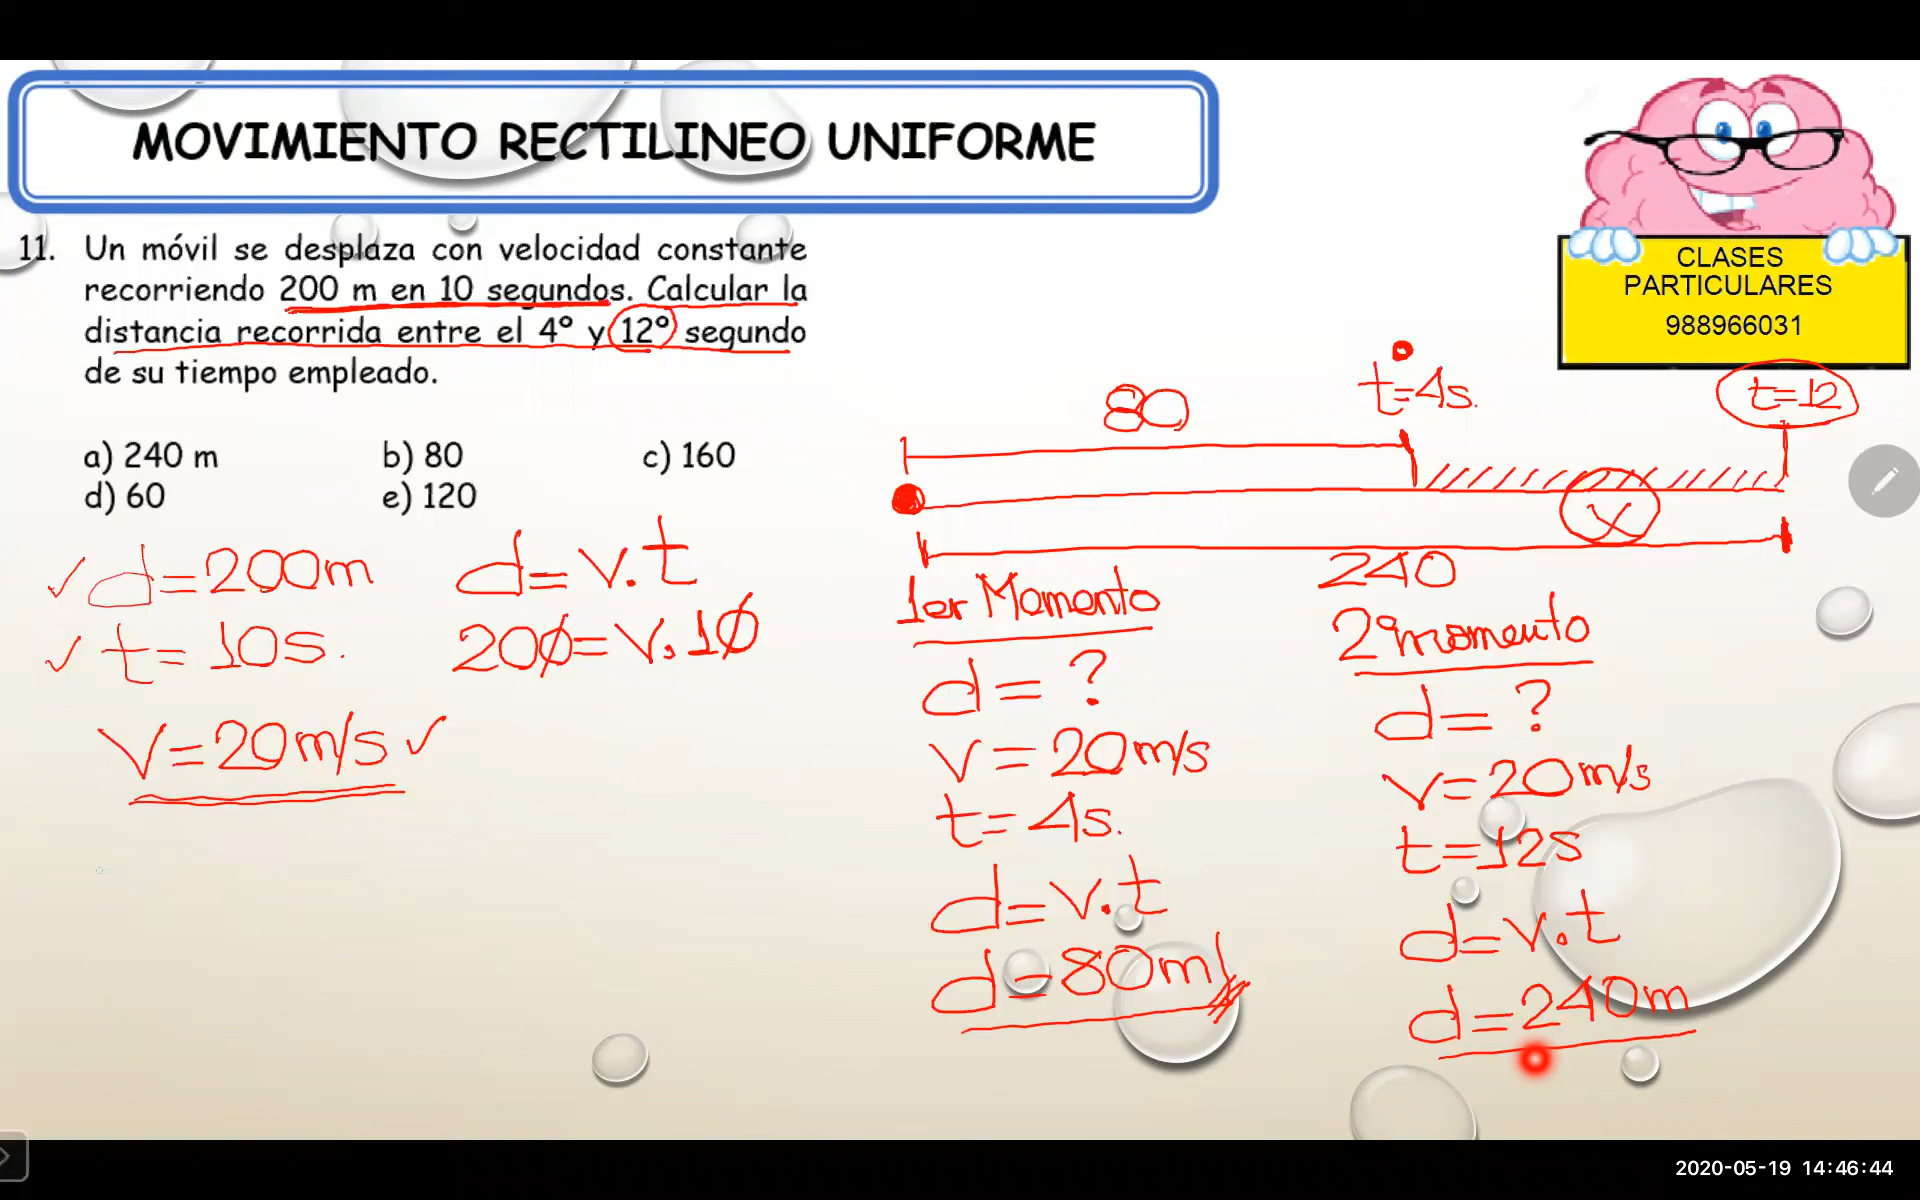 MOVIMIENTO RECTILINEO UNIFORME
CLASES
PARTICULARES
988966031
11. Un móvil se desplaza con velocidad constante
recorriendo 200 m en 10 segundos. Calcular la
distancia recorrida entre el 4º y 12º segundo
de su tiempo empleado.
a) 240 m b) 80 c) 160
d) 60 e) 120
80
t=4s.
t=12
x
240
d=200m
t=10s.
V=20m/s
d=v.t
200=v.10
1er Momento
d=?
v=20m/s
t=4s.
d=v.t
d=80m
2º momento
d=?
v=20m/s
t=12s
d=v.t
d=240m
2020-05-19 14:46:44